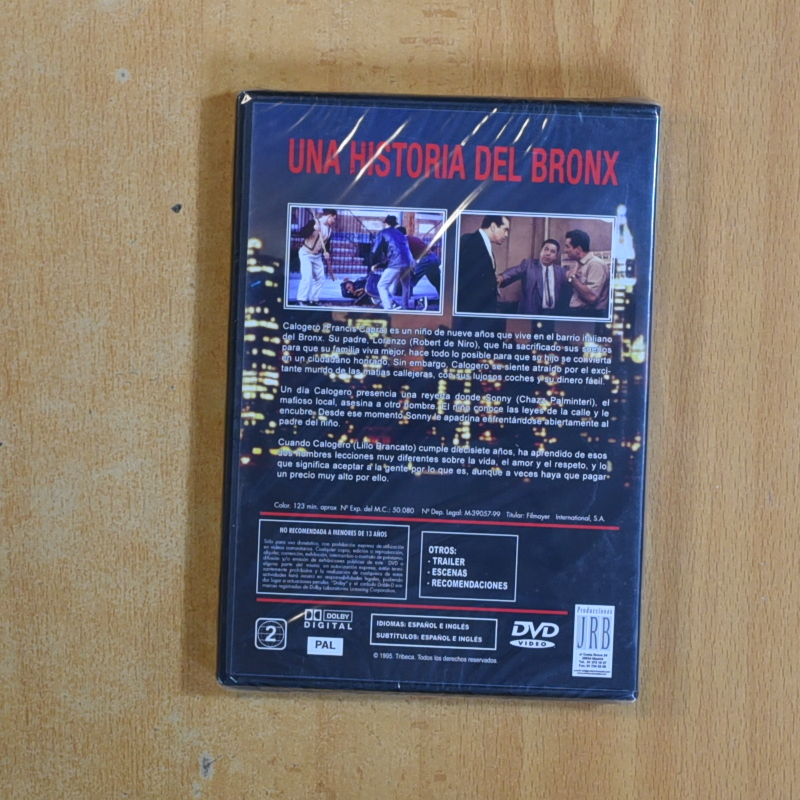 UNA HISTORIA DEL BRONX
Calogero (Francis Capra) es un niño de nueve años que vive en el barrio italiano
del Bronx. Su padre, Lorenzo (Robert de Niro), que ha sacrificado sus sueños
para que su familia viva mejor, hace todo lo posible para que su hijo se convierta
en un ciudadano honrado. Sin embargo, Calogero se siente atraído por el exci-
tante mundo de las mafias callejeras, con sus lujosos coches y su dinero fácil.
Un día Calogero presencia una reyerta donde Sonny (Chazz Palminteri), el
mafioso local, asesina a otro hombre. El niño conoce las leyes de la calle y le
encubre. Desde ese momento Sonny le apadrina enfrentándose abiertamente al
padre del niño.
Cuando Calogero (Lillo Brancato) cumple diecisiete años, ha aprendido de esos
dos hombres lecciones muy diferentes sobre la vida, el amor y el respeto, y lo
que significa aceptar a la gente por lo que es, aunque a veces haya que pagar
un precio muy alto por ello.
Color: 123 min. aprox Nº Exp. del M.C.: 50.080 Nº Dep. Legal: M-39057-99 Titular: Filmayer International, S.A.
NO RECOMENDADA A MENORES DE 13 AÑOS
OTROS:
- TRAILER
- ESCENAS
- RECOMENDACIONES
2
DOLBY
DIGITAL
PAL
IDIOMAS: ESPAÑOL E INGLÉS
SUBTÍTULOS: ESPAÑOL E INGLÉS
DVD
VIDEO
Producciones
JRB
© 1995. Tribeca. Todos los derechos reservados.